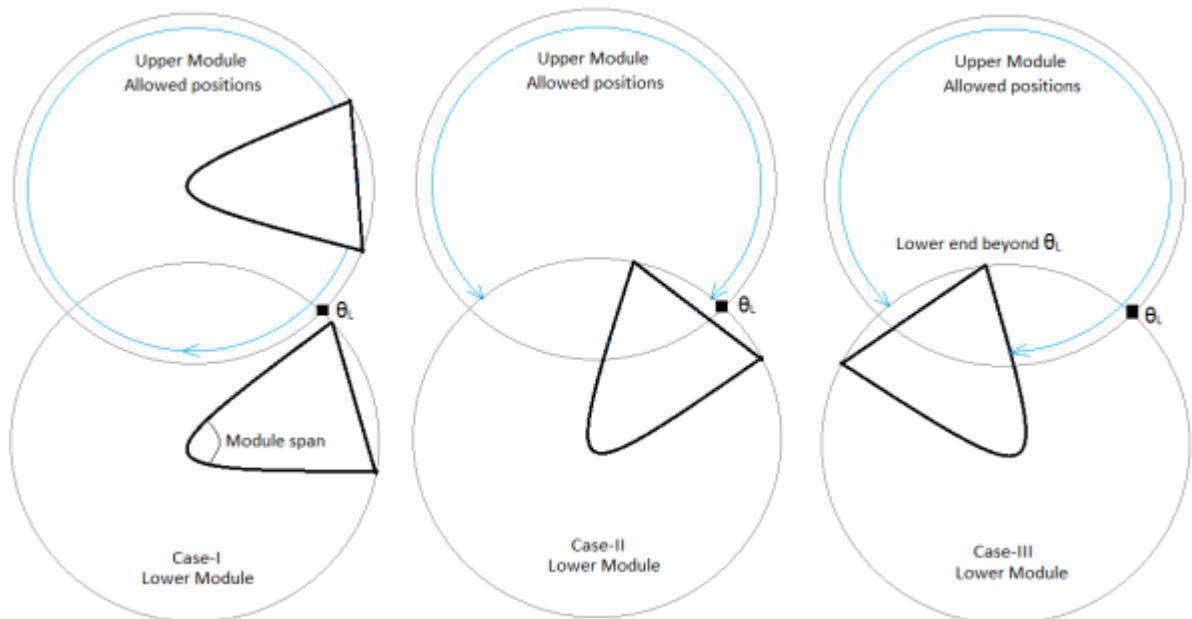 Upper Module
Allowed positions
θL
Module span
Case-I
Lower Module
Upper Module
Allowed positions
θL
Case-II
Lower Module
Upper Module
Allowed positions
Lower end beyond θL
θL
Case-III
Lower Module